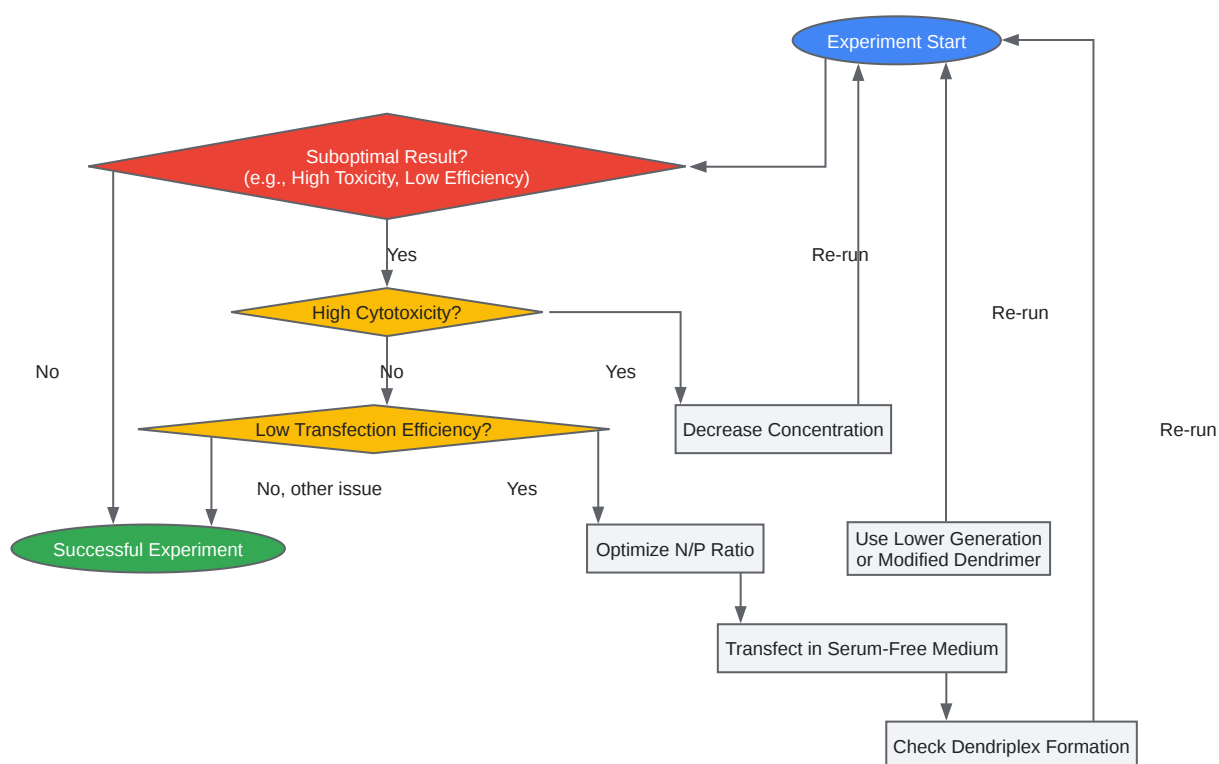 Experiment Start
Suboptimal Result?
(e.g., High Toxicity, Low Efficiency)
Yes
Re-run
High Cytotoxicity?
Re-run
No
No
Yes
Low Transfection Efficiency?
Decrease Concentration
Re-run
No, other issue
Yes
Successful Experiment
Optimize N/P Ratio
Use Lower Generation
or Modified Dendrimer
Transfect in Serum-Free Medium
Check Dendriplex Formation